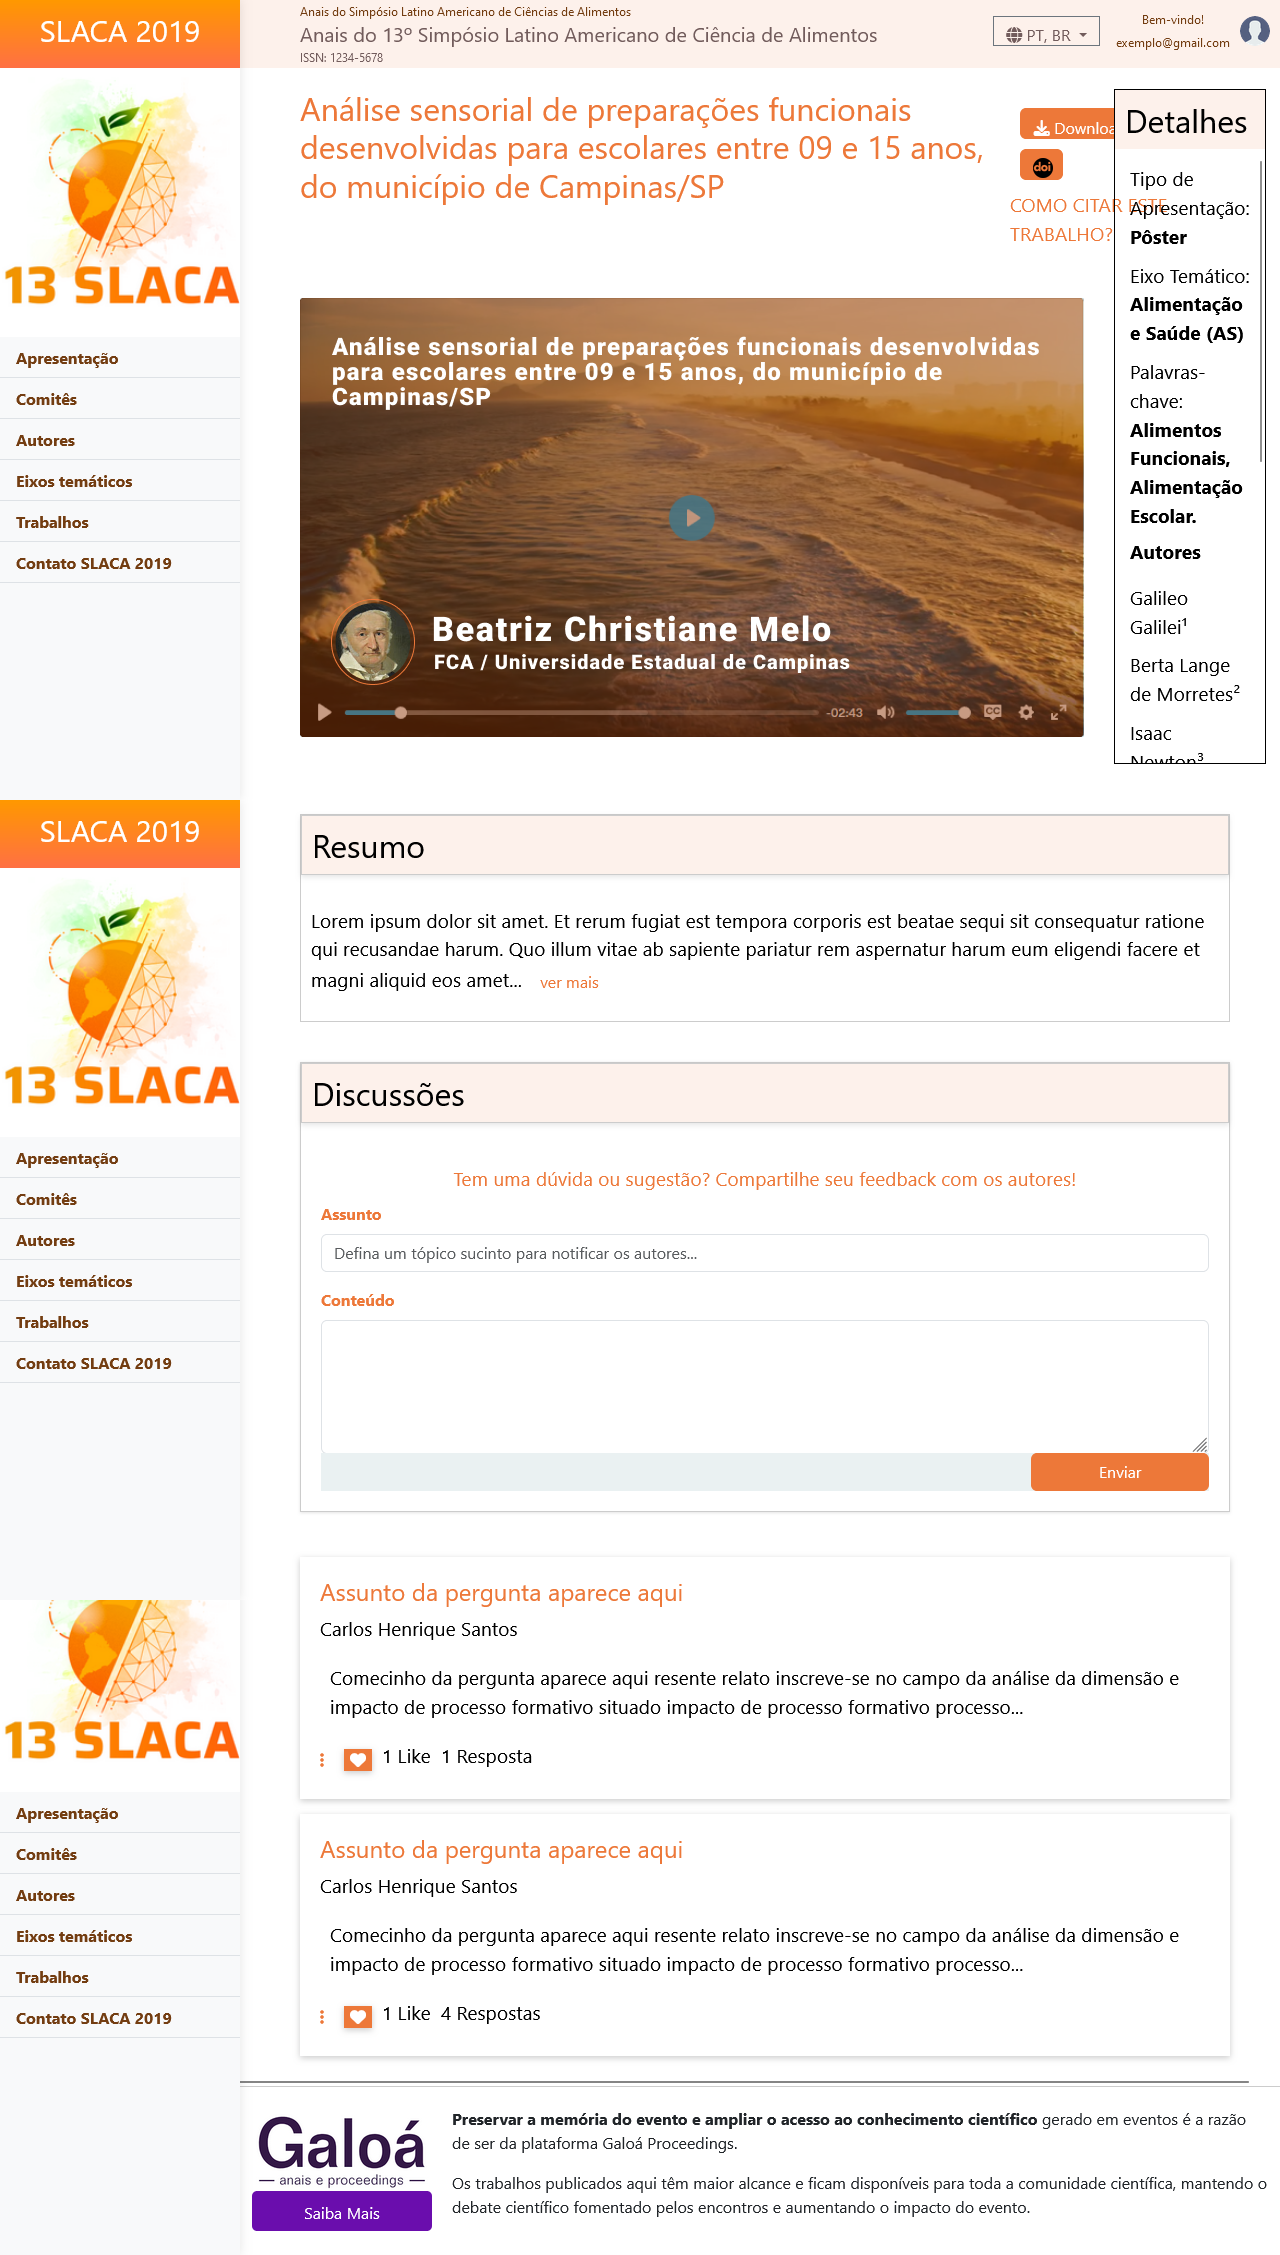 SLACA 2019
Anais do Simpósio Latino Americano de Ciências de Alimentos
Anais do 13º Simpósio Latino Americano de Ciência de Alimentos
ISSN: 1234-5678
PT, BR
Bem-vindo!
exemplo@gmail.com
13 SLACA
Apresentação
Comitês
Autores
Eixos temáticos
Trabalhos
Contato SLACA 2019
Análise sensorial de preparações funcionais
desenvolvidas para escolares entre 09 e 15 anos,
do município de Campinas/SP
Downloa
doi
COMO CITAR ESTE
TRABALHO?
Detalhes
Tipo de
Apresentação:
Pôster
Eixo Temático:
Alimentação
e Saúde (AS)
Palavras-
chave:
Alimentos
Funcionais,
Alimentação
Escolar.
Autores
Galileo
Galilei¹
Berta Lange
de Morretes²
Isaac
Newton³
Análise sensorial de preparações funcionais desenvolvidas
para escolares entre 09 e 15 anos, do município de
Campinas/SP
Beatriz Christiane Melo
FCA / Universidade Estadual de Campinas
-02:43
CC
SLACA 2019
13 SLACA
Apresentação
Comitês
Autores
Eixos temáticos
Trabalhos
Contato SLACA 2019
Resumo
Lorem ipsum dolor sit amet. Et rerum fugiat est tempora corporis est beatae sequi sit consequatur ratione
qui recusandae harum. Quo illum vitae ab sapiente pariatur rem aspernatur harum eum eligendi facere et
magni aliquid eos amet... ver mais
Discussões
Tem uma dúvida ou sugestão? Compartilhe seu feedback com os autores!
Assunto
Defina um tópico sucinto para notificar os autores...
Conteúdo
Enviar
13 SLACA
Apresentação
Comitês
Autores
Eixos temáticos
Trabalhos
Contato SLACA 2019
Assunto da pergunta aparece aqui
Carlos Henrique Santos
Comecinho da pergunta aparece aqui resente relato inscreve-se no campo da análise da dimensão e
impacto de processo formativo situado impacto de processo formativo processo...
1 Like 1 Resposta
Assunto da pergunta aparece aqui
Carlos Henrique Santos
Comecinho da pergunta aparece aqui resente relato inscreve-se no campo da análise da dimensão e
impacto de processo formativo situado impacto de processo formativo processo...
1 Like 4 Respostas
Galoá
anais e proceedings
Saiba Mais
Preservar a memória do evento e ampliar o acesso ao conhecimento científico gerado em eventos é a razão
de ser da plataforma Galoá Proceedings.
Os trabalhos publicados aqui têm maior alcance e ficam disponíveis para toda a comunidade científica, mantendo o
debate científico fomentado pelos encontros e aumentando o impacto do evento.